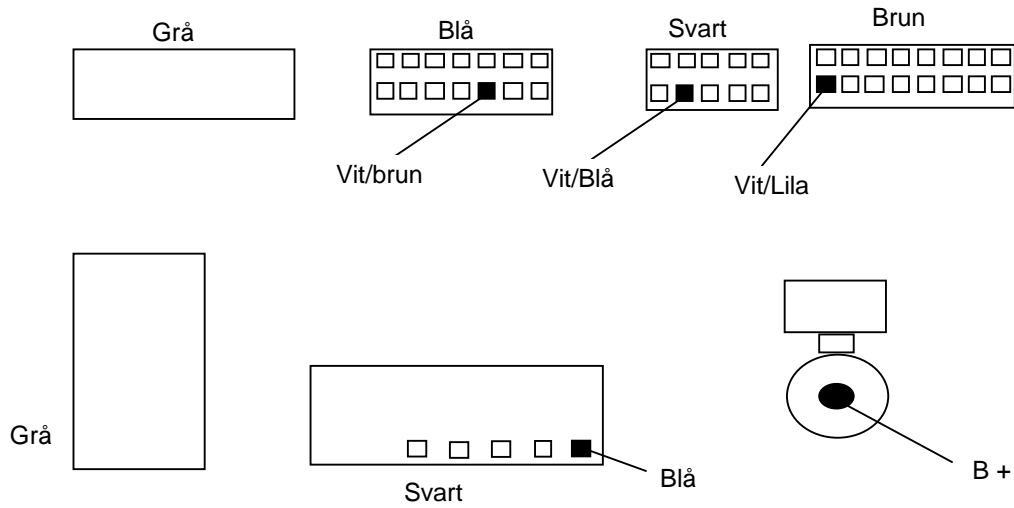 Grå
Blå
Svart
Brun
Vit/brun
Vit/Blå
Vit/Lila
Grå
Svart
Blå
B +